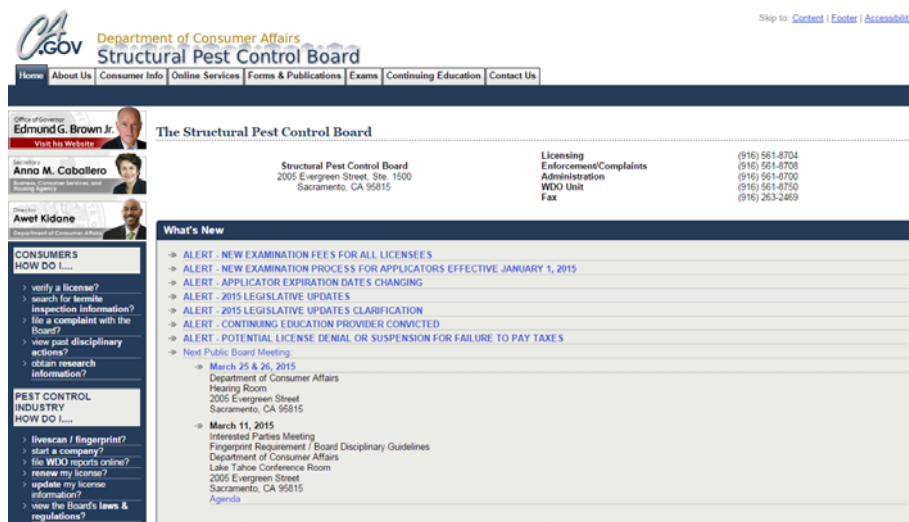 Skip to: Content | Footer | Accessibilit
CA
.GOV
Department of Consumer Affairs
Structural Pest Control Board
Home About Us Consumer Info Online Services Forms & Publications Exams Continuing Education Contact Us
Office of Governor
Edmund G. Brown Jr.
Visit his Website
Secretary
Anna M. Caballero
Business, Consumer Services, and
Housing Agency
Director
Awet Kidane
Department of Consumer Affairs
CONSUMERS
HOW DO I....
> verify a license?
> search for termite
inspection information?
> file a complaint with the
Board?
> view past disciplinary
actions?
> obtain research
information?
PEST CONTROL
INDUSTRY
HOW DO I....
> livescan / fingerprint?
> start a company?
> file WDO reports online?
> renew my license?
> update my license
information?
> view the Board's laws &
regulations?
The Structural Pest Control Board
Structural Pest Control Board
2005 Evergreen Street, Ste. 1500
Sacramento, CA 95815
Licensing (916) 561-8704
Enforcement/Complaints (916) 561-8708
Administration (916) 561-8700
WDO Unit (916) 561-8750
Fax (916) 263-2469
What's New
ALERT - NEW EXAMINATION FEES FOR ALL LICENSEES
ALERT - NEW EXAMINATION PROCESS FOR APPLICATORS EFFECTIVE JANUARY 1, 2015
ALERT - APPLICATOR EXPIRATION DATES CHANGING
ALERT - 2015 LEGISLATIVE UPDATES
ALERT - 2015 LEGISLATIVE UPDATES CLARIFICATION
ALERT - CONTINUING EDUCATION PROVIDER CONVICTED
ALERT - POTENTIAL LICENSE DENIAL OR SUSPENSION FOR FAILURE TO PAY TAXES
Next Public Board Meeting:
March 25 & 26, 2015
Department of Consumer Affairs
Hearing Room
2005 Evergreen Street
Sacramento, CA 95815
March 11, 2015
Interested Parties Meeting
Fingerprint Requirement / Board Disciplinary Guidelines
Department of Consumer Affairs
Lake Tahoe Conference Room
2005 Evergreen Street
Sacramento, CA 95815
Agenda